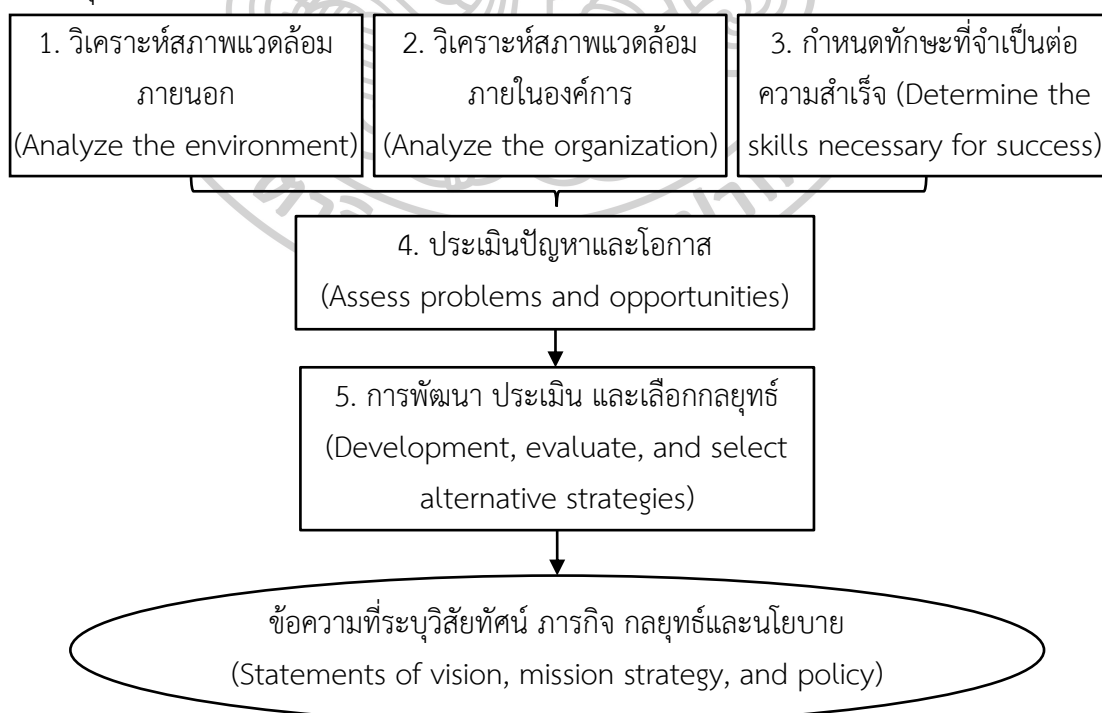 1. วิเคราะห์สภาพแวดล้อม
ภายนอก
(Analyze the environment)
2. วิเคราะห์สภาพแวดล้อม
ภายในองค์การ
(Analyze the organization)
3. กำหนดทักษะที่จำเป็นต่อ
ความสำเร็จ (Determine the
skills necessary for success)
4. ประเมินปัญหาและโอกาส
(Assess problems and opportunities)
5. การพัฒนา ประเมิน และเลือกกลยุทธ์
(Development, evaluate, and select
alternative strategies)
ข้อความที่ระบุวิสัยทัศน์ ภารกิจ กลยุทธ์และนโยบาย
(Statements of vision, mission strategy, and policy)